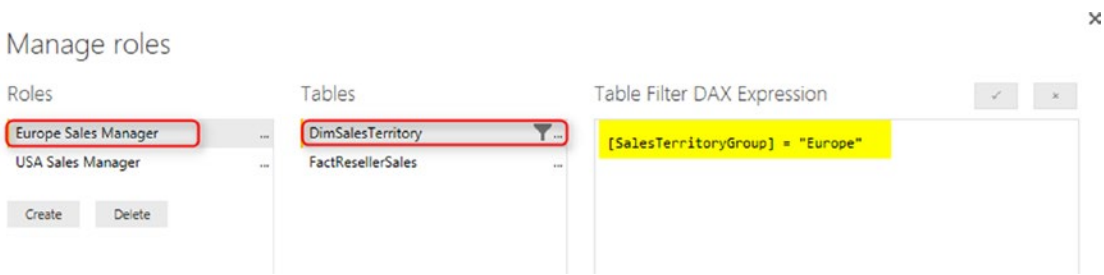 Manage roles
Roles
Tables
Table Filter DAX Expression
Europe Sales Manager ...
DimSalesTerritory ...
[SalesTerritoryGroup] = "Europe"
USA Sales Manager ...
FactResellerSales ...
Create Delete